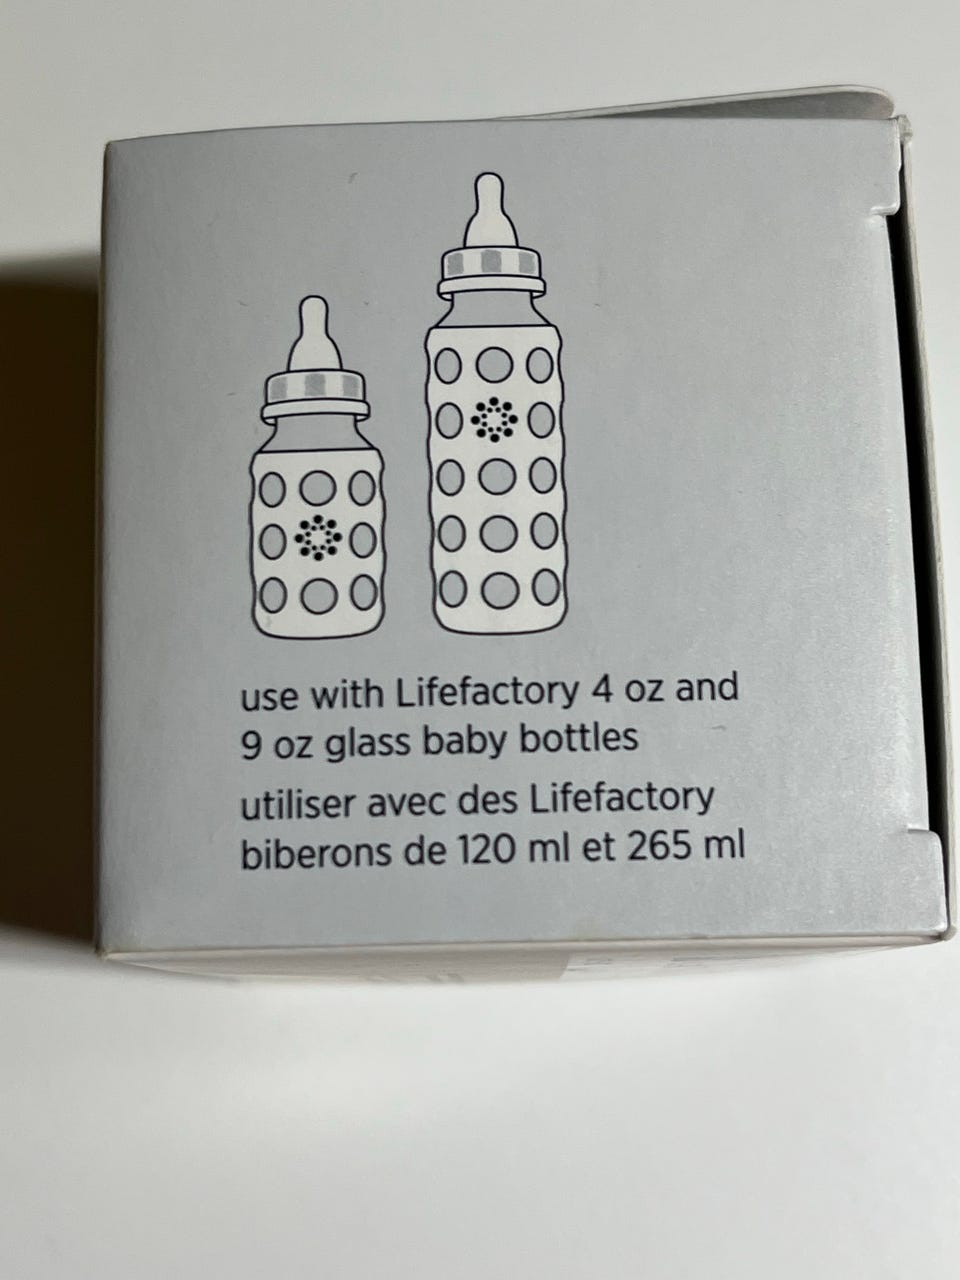 use with Lifefactory 4 oz and
9 oz glass baby bottles
utiliser avec des Lifefactory
biberons de 120 ml et 265 ml